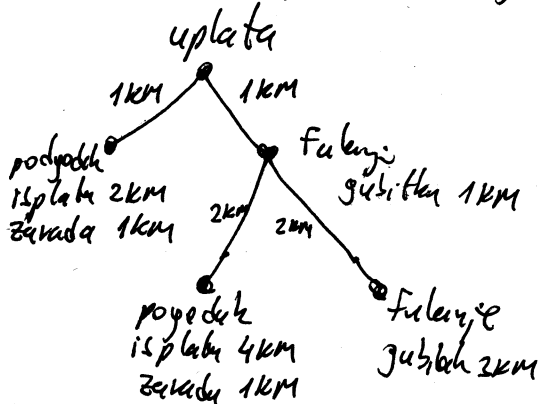 uplata
1KM 1KM
pogodak
isplata 2KM
zarada 1KM
Fulanje
gubitak 1KM
2KM 2KM
pogodak
isplata 4KM
zarada 1KM
Fulanje
gubitak 3KM